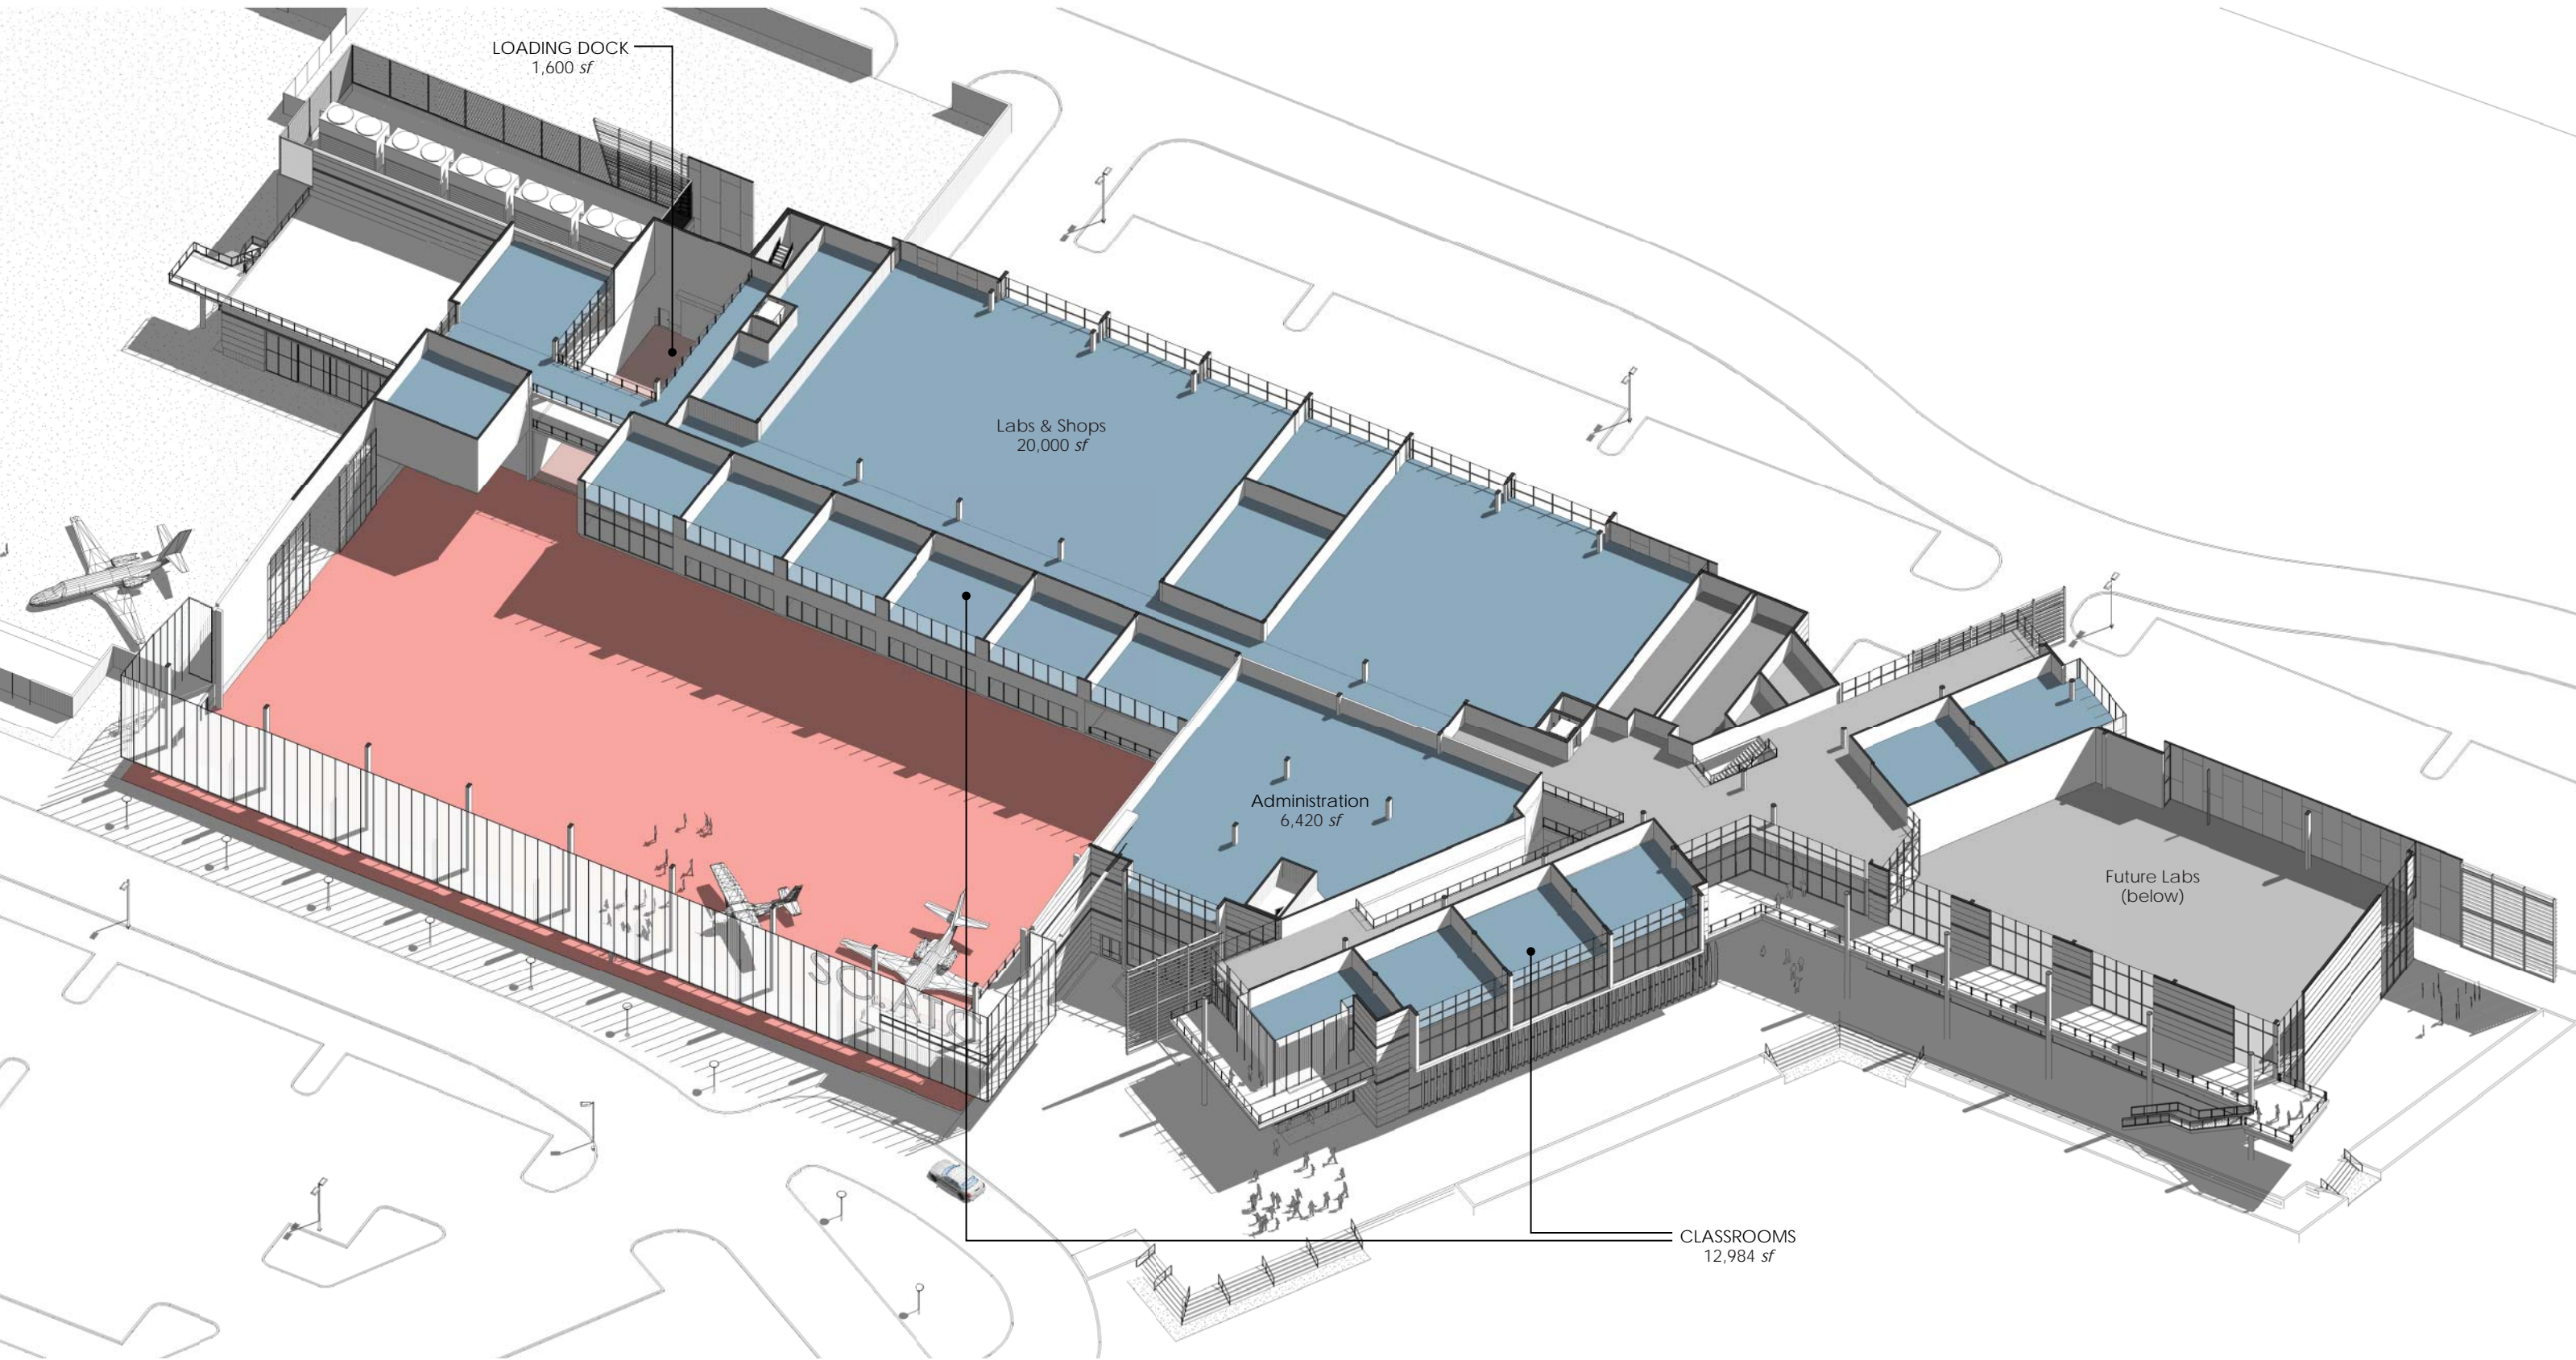 LOADING DOCK
1,600 sf
Labs & Shops
20,000 sf
Administration
6,420 sf
Future Labs
(below)
CLASSROOMS
12,984 sf